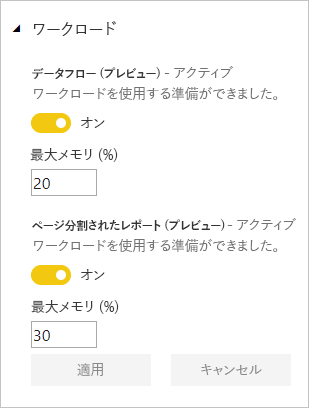 ワークロード
データフロー (プレビュー) - アクティブ
ワークロードを使用する準備ができました。
オン
最大メモリ (%)
20
ページ分割されたレポート (プレビュー) - アクティブ
ワークロードを使用する準備ができました。
オン
最大メモリ (%)
30
適用 キャンセル